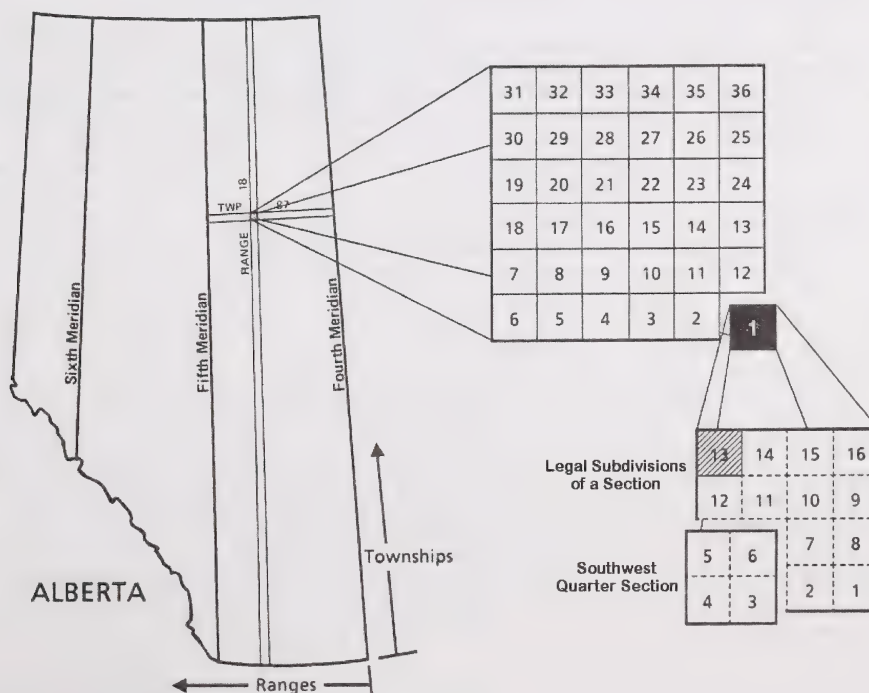 31 32 33 34 35 36
30 29 28 27 26 25
19 20 21 22 23 24
18 17 16 15 14 13
7 8 9 10 11 12
6 5 4 3 2 1
TWP 87
RANGE 18
Sixth Meridian
Fifth Meridian
Fourth Meridian
Legal Subdivisions
of a Section
13 14 15 16
12 11 10 9
5 6 7 8
4 3 2 1
Southwest
Quarter Section
Townships
ALBERTA
Ranges